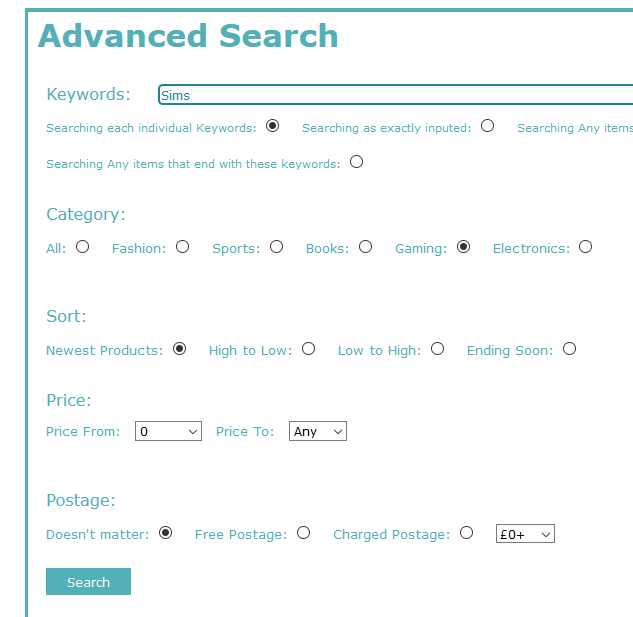 Advanced Search
Keywords: Sims
Searching each individual Keywords: Searching as exactly inputed: Searching Any items
Searching Any items that end with these keywords:
Category:
All: Fashion: Sports: Books: Gaming: Electronics:
Sort:
Newest Products: High to Low: Low to High: Ending Soon:
Price:
Price From: 0 Price To: Any
Postage:
Doesn't matter: Free Postage: Charged Postage: £0+
Search